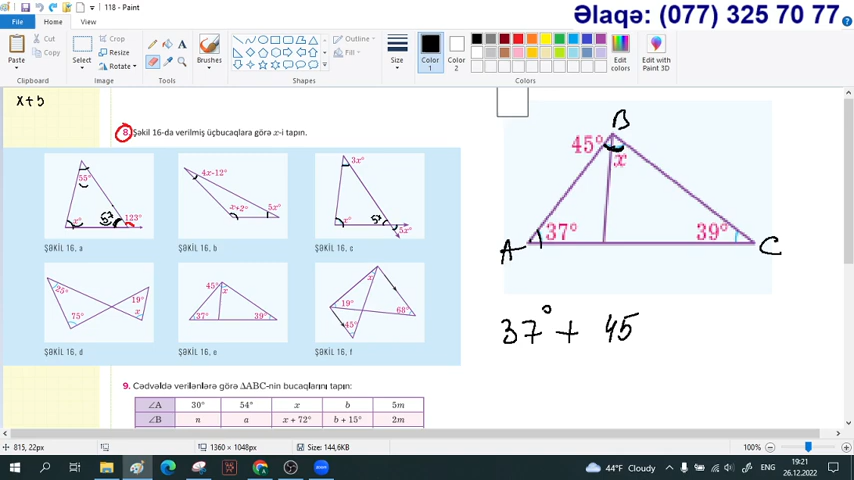 118 - Paint
Əlaqə: (077) 325 70 77
File
Home
View
Paste
Cut
Copy
Clipboard
Select
Crop
Resize
Rotate
Image
Tools
Brushes
Shapes
Outline
Fill
Size
Color 1
Color 2
Colors
Edit colors
Edit with Paint 3D
8. Şəkil 16-da verilmiş üçbucaqlara görə x-i tapın.
55°
x°
57
123°
ŞƏKİL 16, a
4x-12°
x+2°
5x°
ŞƏKİL 16, b
3x°
x°
57
5x°
ŞƏKİL 16, c
25°
75°
19°
x
ŞƏKİL 16, d
45°
x
37°
39°
ŞƏKİL 16, e
x
19°
45°
68°
ŞƏKİL 16, f
B
45°
x
A
37°
39°
C
37° + 45
9. Cədvəldə verilənlərə görə ΔABC-nin bucaqlarını tapın:
∠A 30° 54° x b 5m
∠B n a x + 72° b + 15° 2m
815, 22px
1360 × 1048px
Size: 144,6KB
100%
44°F Cloudy
ENG
19:21
26.12.2022